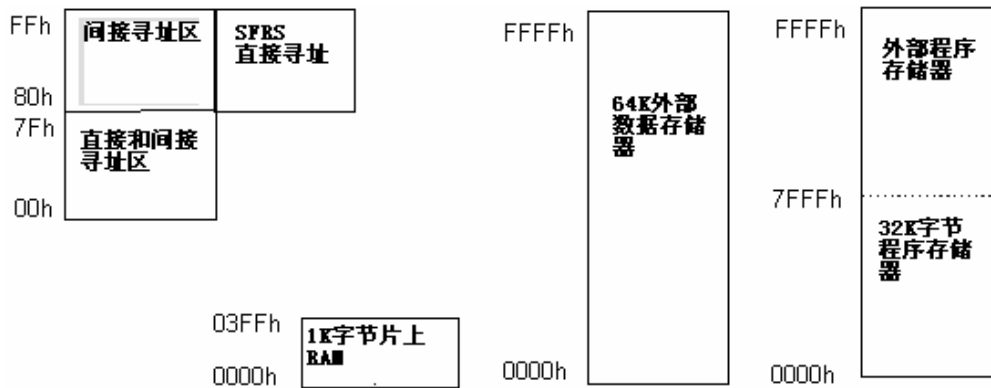 FFh
间接寻址区
SFRS
直接寻址
80h
7Fh
直接和间接
寻址区
00h
03FFh
1K字节片上
RAM
0000h
FFFFh
64K外部
数据存储
器
0000h
FFFFh
外部程序
存储器
7FFFh
32K字节
程序存储
器
0000h